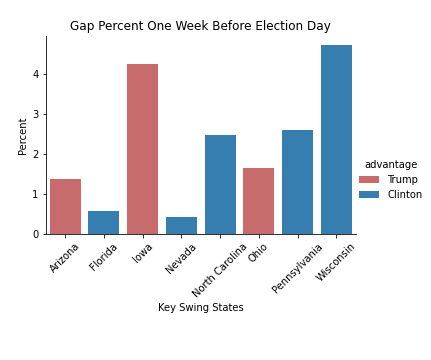 Gap Percent One Week Before Election Day
Percent
4
3
2
1
0
Arizona
Florida
Iowa
Nevada
North Carolina
Ohio
Pennsylvania
Wisconsin
Key Swing States
advantage
Trump
Clinton